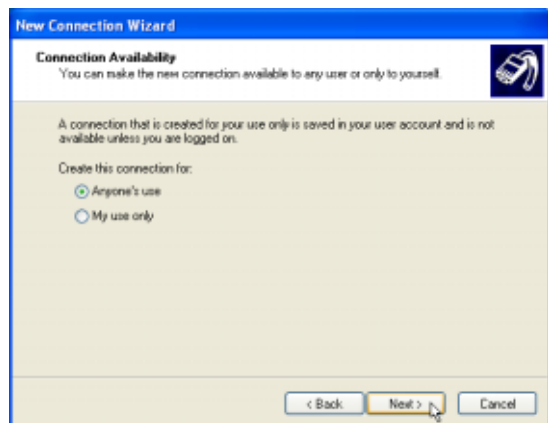 New Connection Wizard
Connection Availability
You can make the new connection available to any user or only to yourself.
A connection that is created for your use only is saved in your user account and is not
available unless you are logged on.
Create this connection for:
Anyone's use
My use only
< Back
Next >
Cancel